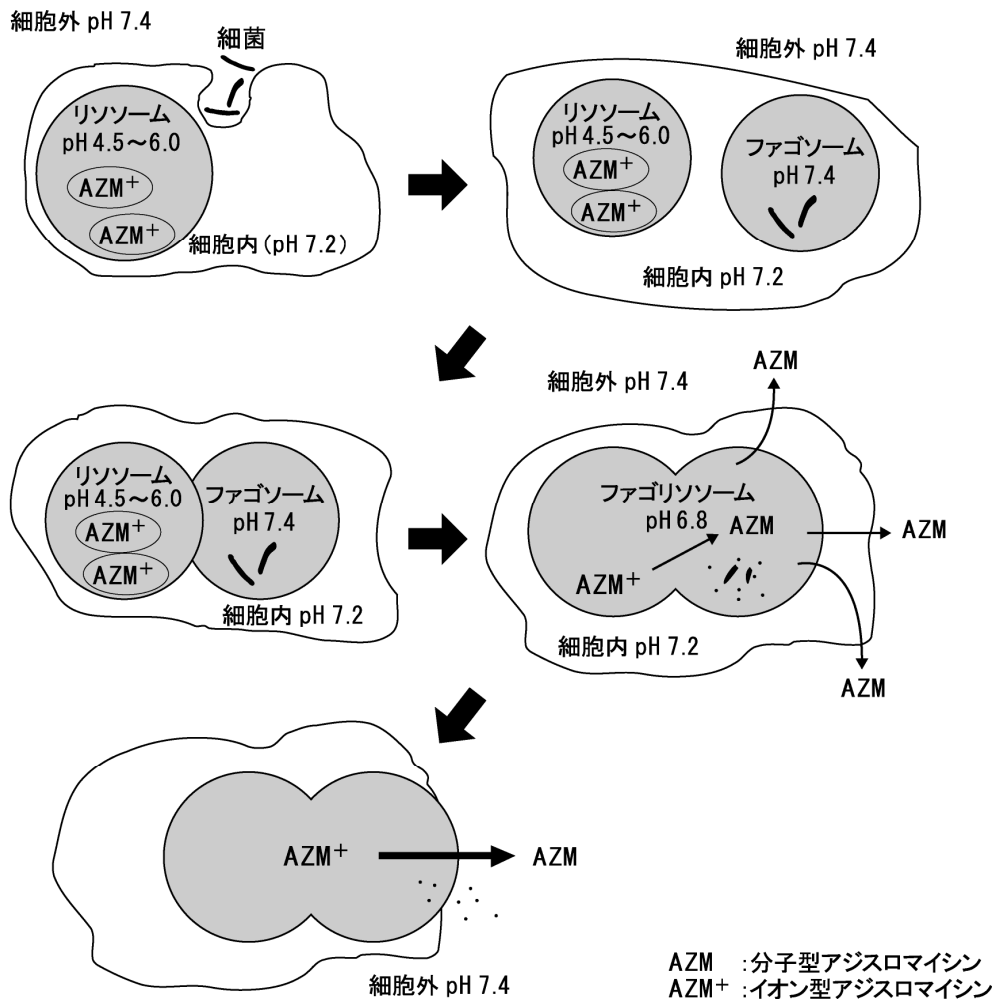 細胞外 pH 7.4
細菌
リソソーム
pH 4.5～6.0
AZM+
AZM+
細胞内（pH 7.2）
細胞外 pH 7.4
リソソーム
pH 4.5～6.0
AZM+
AZM+
ファゴソーム
pH 7.4
細胞内 pH 7.2
リソソーム
pH 4.5～6.0
AZM+
AZM+
ファゴソーム
pH 7.4
細胞内 pH 7.2
細胞外 pH 7.4
AZM
ファゴリソソーム
pH 6.8
AZM
AZM+
AZM
細胞内 pH 7.2
AZM
AZM+
AZM
細胞外 pH 7.4
AZM ：分子型アジスロマイシン
AZM+ ：イオン型アジスロマイシン